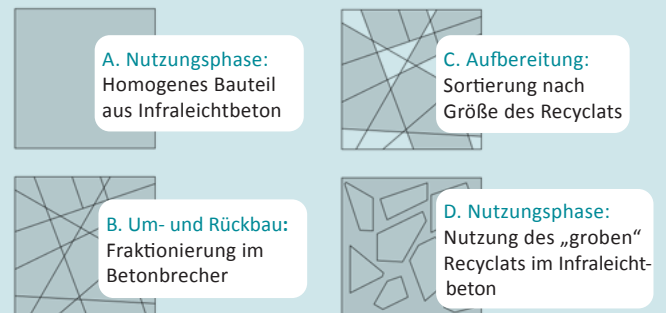 A. Nutzungsphase:
Homogenes Bauteil
aus Infraleichtbeton
B. Um- und Rückbau:
Fraktionierung im
Betonbrecher
C. Aufbereitung:
Sortierung nach
Größe des Recyclats
D. Nutzungsphase:
Nutzung des „groben“
Recyclats im Infraleicht-
beton